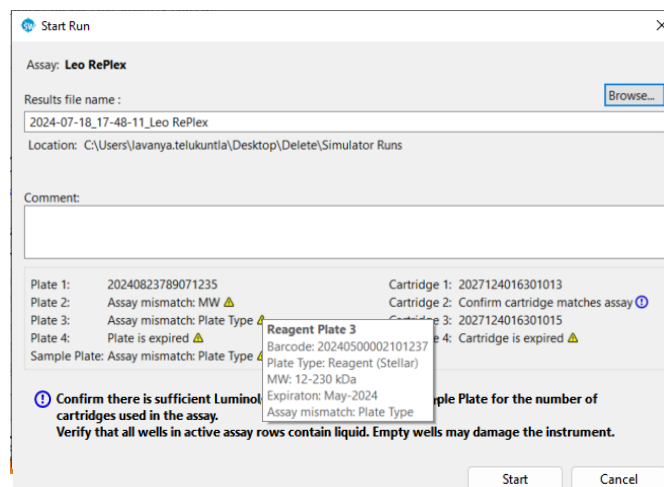 Start Run
Assay: Leo RePlex
Results file name :
Browse...
2024-07-18_17-48-11_Leo RePlex
Location: C:\Users\lavanya.telukuntla\Desktop\Delete\Simulator Runs
Comment:
Plate 1: 20240823789071235 Cartridge 1: 2027124016301013
Plate 2: Assay mismatch: MW Cartridge 2: Confirm cartridge matches assay
Plate 3: Assay mismatch: Plate Type 3: 2027124016301015
Plate 4: Plate is expired 4: Cartridge is expired
Sample Plate: Assay mismatch: Plate Type
Reagent Plate 3
Barcode: 20240500002101237
Plate Type: Reagent (Stellar)
MW: 12-230 kDa
Expiraton: May-2024
Assay mismatch: Plate Type
Confirm there is sufficient Plate for the number of
cartridges used in the assay.
Verify that all wells in active assay rows contain liquid. Empty wells may damage the instrument.
Start Cancel